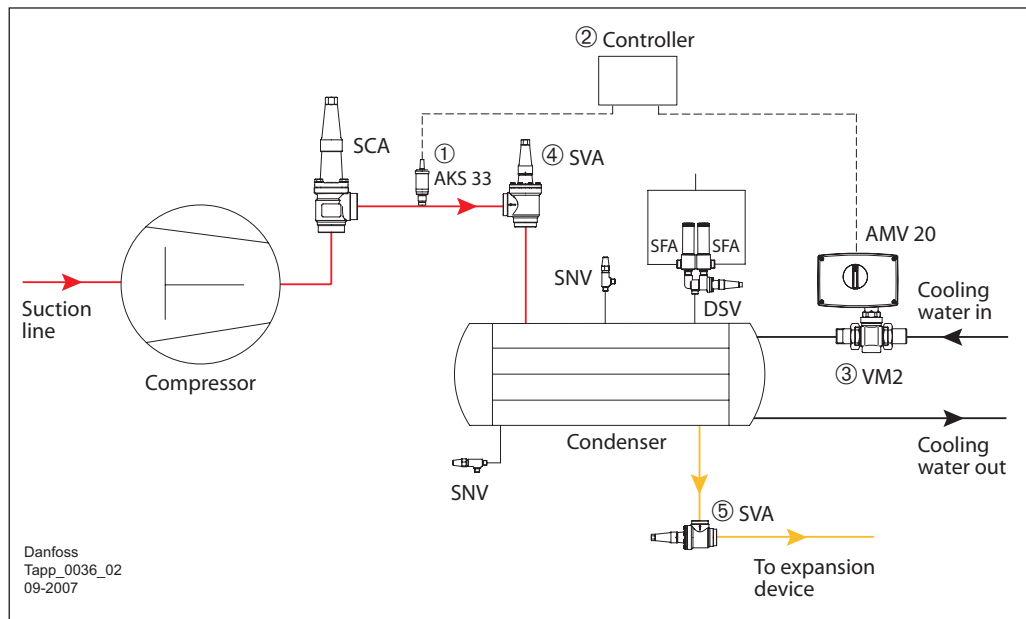 ② Controller
SCA
①
AKS 33
④ SVA
SFA
SFA
AMV 20
SNV
DSV
Cooling
water in
Suction
line
Compressor
③ VM2
Condenser
Cooling
water out
SNV
⑤ SVA
To expansion
device
Danfoss
Tapp_0036_02
09-2007